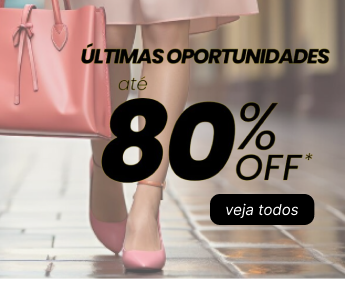 ÚLTIMAS OPORTUNIDADES
até
80%
OFF*
veja todos